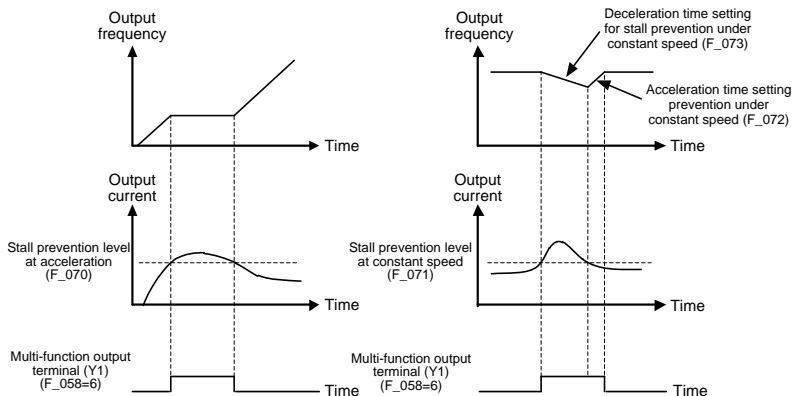 Output
frequency
Time
Output
current
Stall prevention level
at acceleration
(F_070)
Time
Multi-function output
terminal (Y1)
(F_058=6)
Time
Output
frequency
Deceleration time setting
for stall prevention under
constant speed (F_073)
Acceleration time setting
prevention under
constant speed (F_072)
Time
Output
current
Stall prevention level
at constant speed
(F_071)
Time
Multi-function output
terminal (Y1)
(F_058=6)
Time